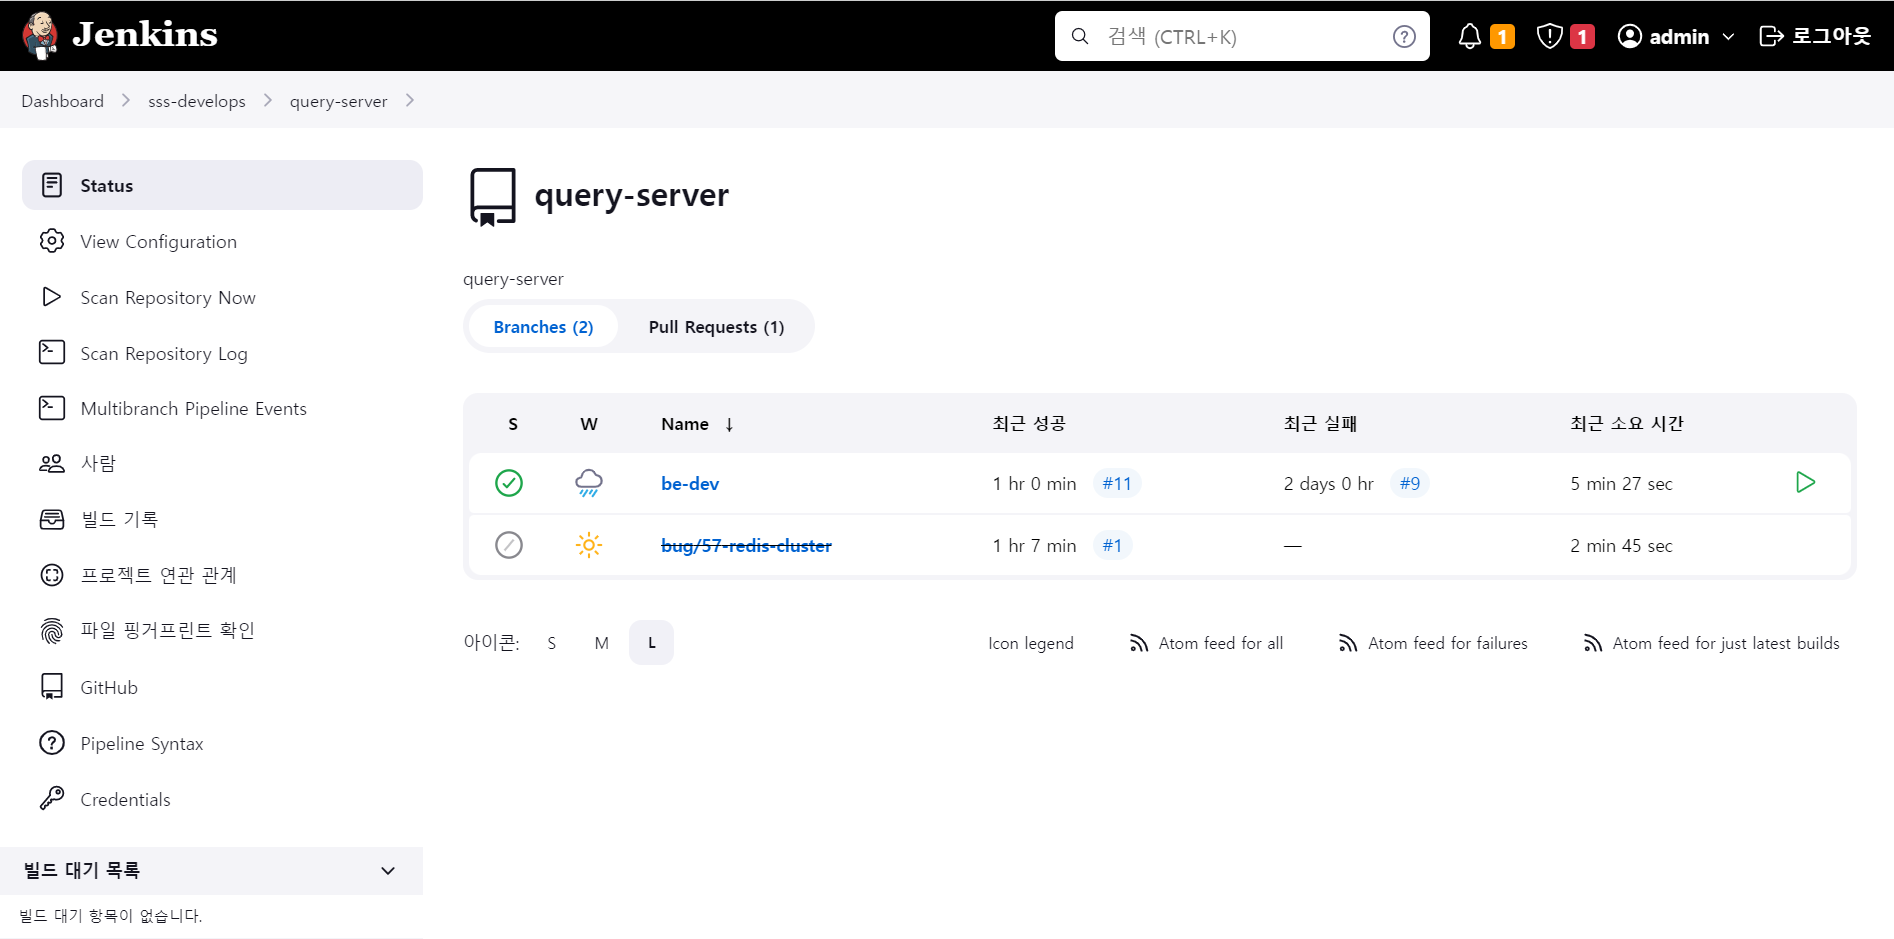 Jenkins
검색 (CTRL+K)
1
1
admin
로그아웃
Dashboard
sss-develops
query-server
Status
View Configuration
Scan Repository Now
Scan Repository Log
Multibranch Pipeline Events
사람
빌드 기록
프로젝트 연관 관계
파일 핑거프린트 확인
GitHub
Pipeline Syntax
Credentials
빌드 대기 목록
빌드 대기 항목이 없습니다.
query-server
query-server
Branches (2) Pull Requests (1)
S W Name ↓ 최근 성공 최근 실패 최근 소요 시간
be-dev 1 hr 0 min #11 2 days 0 hr #9 5 min 27 sec
bug/57-redis-cluster 1 hr 7 min #1 — 2 min 45 sec
아이콘: S M L Icon legend Atom feed for all Atom feed for failures Atom feed for just latest builds